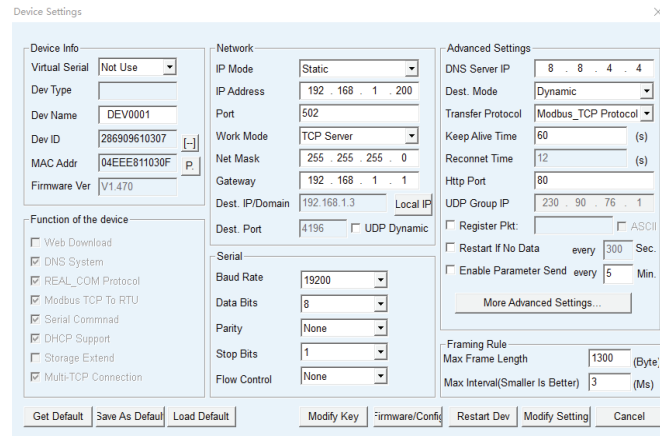 Device Settings
Device Info
Virtual Serial Not Use
Dev Type
Dev Name DEV0001
Dev ID 286909610307 [--]
MAC Addr 04EEE811030F P.
Firmware Ver V1.470
Function of the device
Web Download
DNS System
REAL_COM Protocol
Modbus TCP To RTU
Serial Commnad
DHCP Support
Storage Extend
Multi-TCP Connection
Network
IP Mode Static
IP Address 192 . 168 . 1 . 200
Port 502
Work Mode TCP Server
Net Mask 255 . 255 . 255 . 0
Gateway 192 . 168 . 1 . 1
Dest. IP/Domain 192.168.1.3 Local IP
Dest. Port 4196 UDP Dynamic
Serial
Baud Rate 19200
Data Bits 8
Parity None
Stop Bits 1
Flow Control None
Advanced Settings
DNS Server IP 8 . 8 . 4 . 4
Dest. Mode Dynamic
Transfer Protocol Modbus_TCP Protocol
Keep Alive Time 60 (s)
Reconnet Time 12 (s)
Http Port 80
UDP Group IP 230 . 90 . 76 . 1
Register Pkt: ASCII
Restart If No Data every 300 Sec.
Enable Parameter Send every 5 Min.
More Advanced Settings...
Framing Rule
Max Frame Length 1300 (Byte)
Max Interval(Smaller Is Better) 3 (Ms)
Get Default Save As Defaul Load Default Modify Key Firmware/Config Restart Dev Modify Setting Cancel